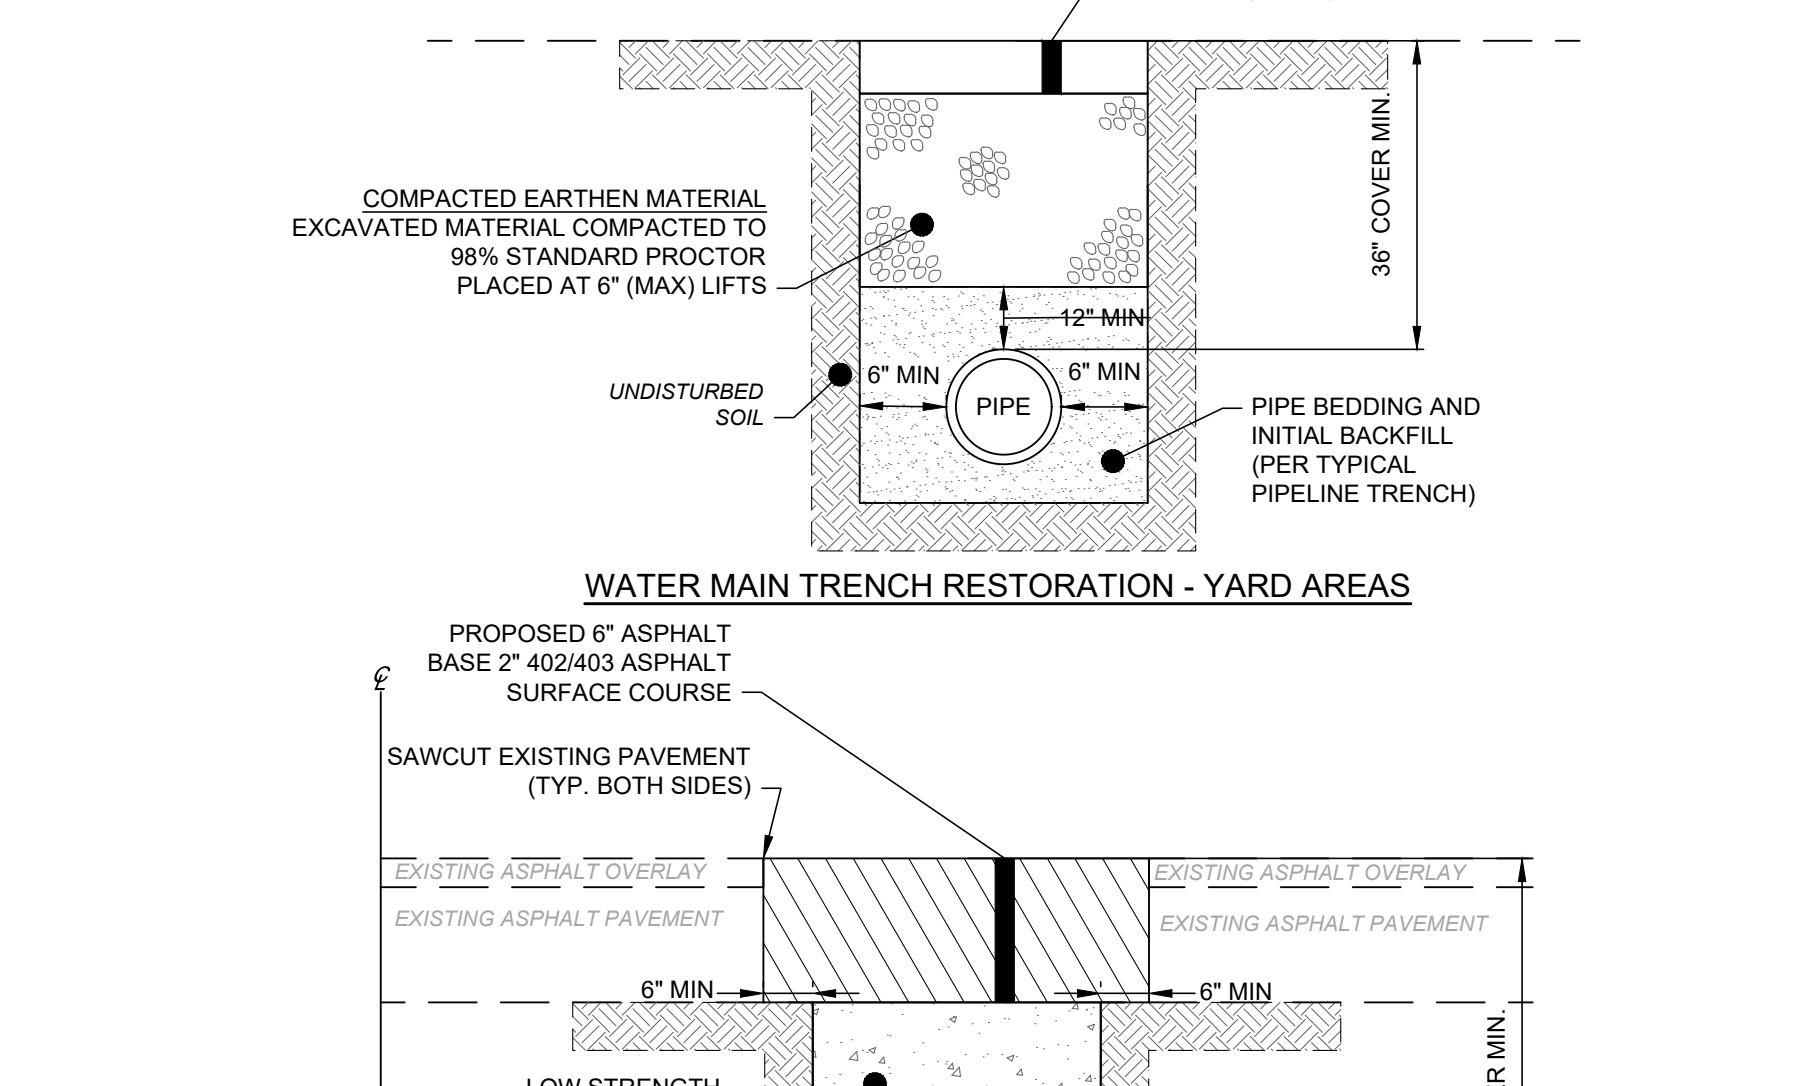 COMPACTED EARTHEN MATERIAL
EXCAVATED MATERIAL COMPACTED TO
98% STANDARD PROCTOR
PLACED AT 6" (MAX) LIFTS
36" COVER MIN.
12" MIN
6" MIN
6" MIN
PIPE
UNDISTURBED
SOIL
PIPE BEDDING AND
INITIAL BACKFILL
(PER TYPICAL
PIPELINE TRENCH)
WATER MAIN TRENCH RESTORATION - YARD AREAS
PROPOSED 6" ASPHALT
BASE 2" 402/403 ASPHALT
SURFACE COURSE
℄
SAWCUT EXISTING PAVEMENT
(TYP. BOTH SIDES)
EXISTING ASPHALT OVERLAY
EXISTING ASPHALT OVERLAY
EXISTING ASPHALT PAVEMENT
EXISTING ASPHALT PAVEMENT
6" MIN
6" MIN
MIN.
LOW STRENGTH